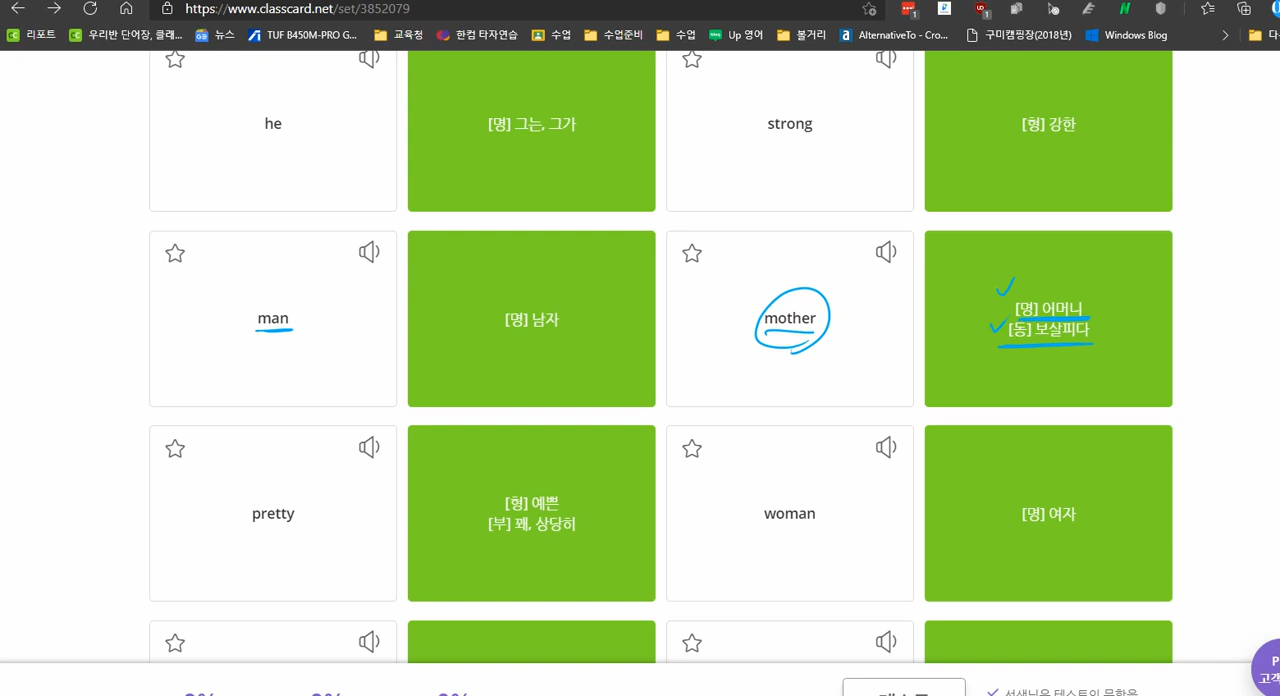 https://www.classcard.net/set/3852079
리포트
우리반 단어장, 클래...
뉴스
TUF B450M-PRO G...
교육청
한컴 타자연습
수업
수업준비
수업
Up 영어
볼거리
AlternativeTo - Cro...
구미캠핑장(2018년)
Windows Blog
he
[명] 그는, 그가
strong
[형] 강한
man
[명] 남자
mother
[명] 어머니
[동] 보살피다
pretty
[형] 예쁜
[부] 꽤, 상당히
woman
[명] 여자
고객